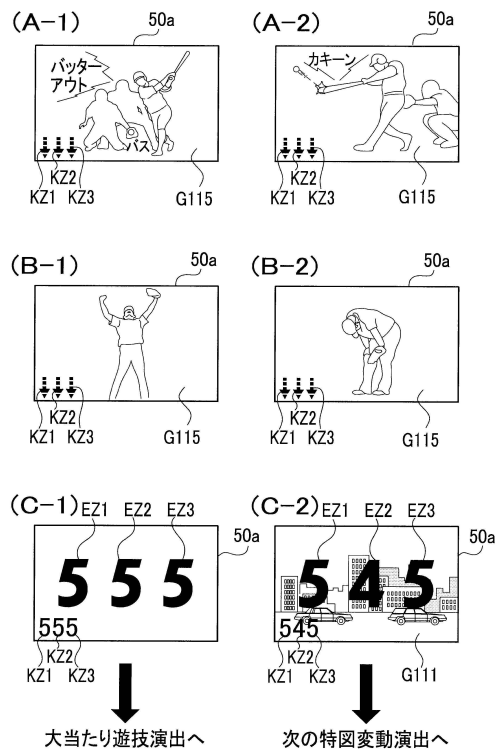 (A-1)
50a
バッター
アウト
バス
KZ1
KZ2
KZ3
G115
(A-2)
50a
カキーン
KZ1
KZ2
KZ3
G115
(B-1)
50a
KZ1
KZ2
KZ3
G115
(B-2)
50a
KZ1
KZ2
KZ3
G115
(C-1)
EZ1
EZ2
EZ3
50a
5 5 5
555
KZ1
KZ2
KZ3
大当たり遊技演出へ
(C-2)
EZ1
EZ2
EZ3
50a
5 4 5
545
KZ1
KZ2
KZ3
G111
次の特図変動演出へ